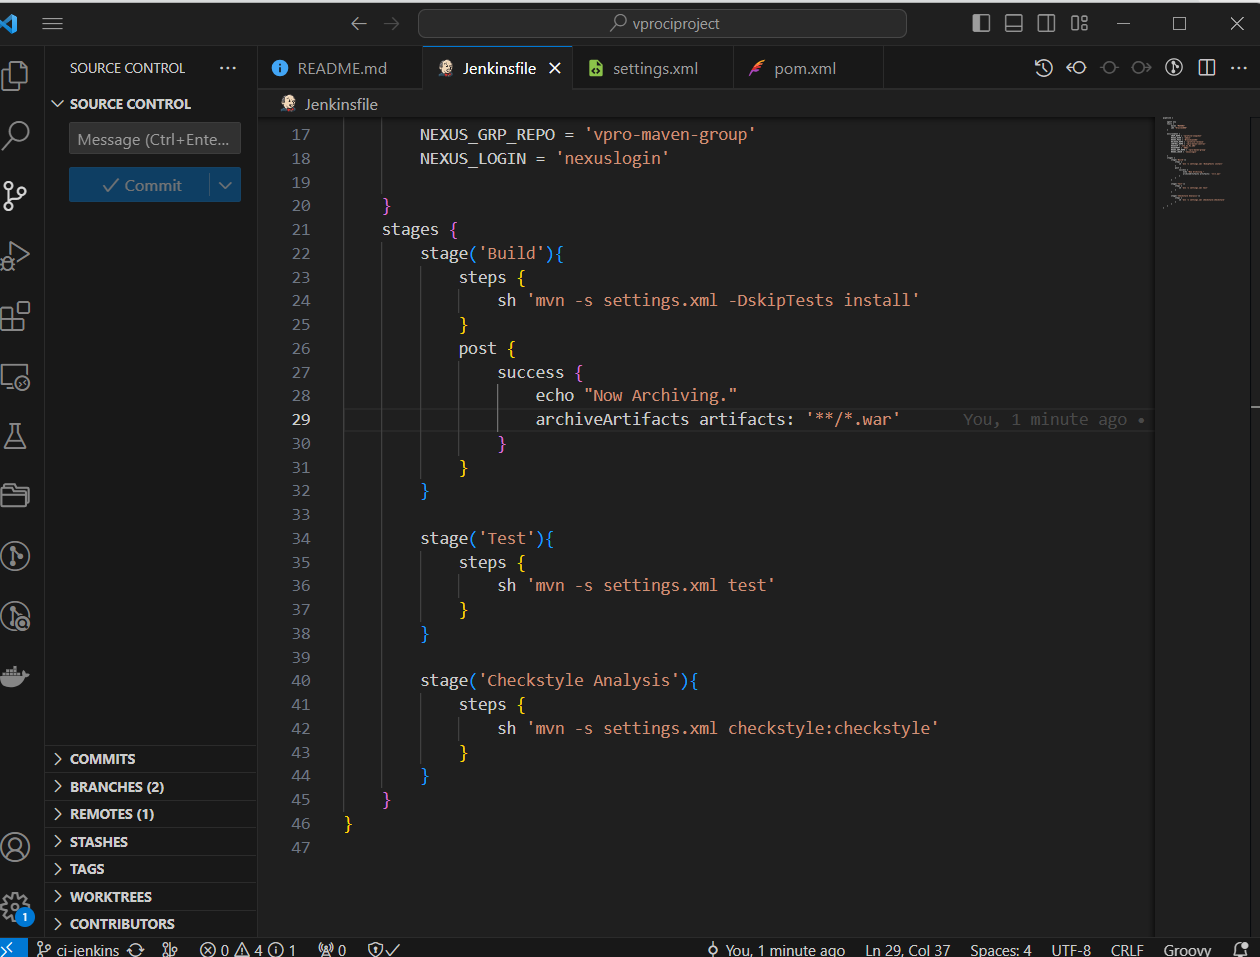 vprociproject
SOURCE CONTROL
README.md
Jenkinsfile
settings.xml
pom.xml
SOURCE CONTROL
Message (Ctrl+Ente...
Commit
COMMITS
BRANCHES (2)
REMOTES (1)
STASHES
TAGS
WORKTREES
CONTRIBUTORS
1
Jenkinsfile
17 NEXUS_GRP_REPO = 'vpro-maven-group'
18 NEXUS_LOGIN = 'nexuslogin'
19
20 }
21 stages {
22 stage('Build'){
23 steps {
24 sh 'mvn -s settings.xml -DskipTests install'
25 }
26 post {
27 success {
28 echo "Now Archiving."
29 archiveArtifacts artifacts: '**/*.war' You, 1 minute ago •
30 }
31 }
32 }
33
34 stage('Test'){
35 steps {
36 sh 'mvn -s settings.xml test'
37 }
38 }
39
40 stage('Checkstyle Analysis'){
41 steps {
42 sh 'mvn -s settings.xml checkstyle:checkstyle'
43 }
44 }
45 }
46 }
47
ci-jenkins 0 4 1 0 You, 1 minute ago Ln 29, Col 37 Spaces: 4 UTF-8 CRLF Groovy